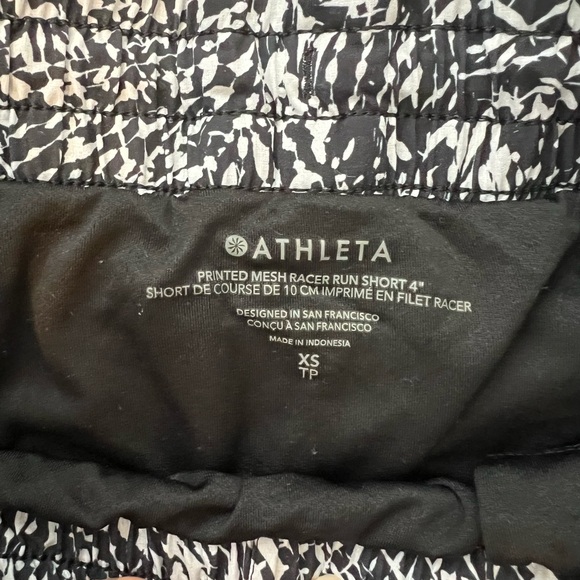 ATHLETA
PRINTED MESH RACER RUN SHORT 4"
SHORT DE COURSE DE 10 CM IMPRIMÉ EN FILET RACER
DESIGNED IN SAN FRANCISCO
CONÇU À SAN FRANCISCO
MADE IN INDONESIA
XS
TP